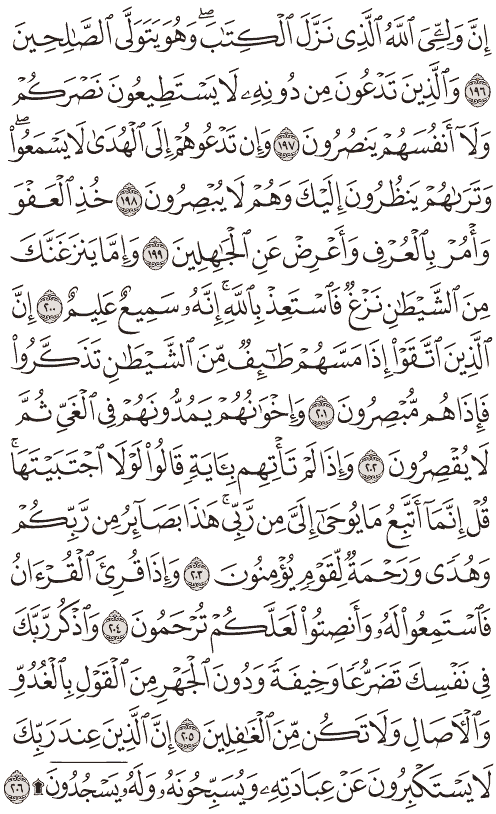 إِنَّ وَلِـِّۧيَ ٱللَّهُ ٱلَّذِى نَزَّلَ ٱلْكِتَـٰبَ ۖ وَهُوَ يَتَوَلَّى ٱلصَّـٰلِحِينَ
١٩٦ وَٱلَّذِينَ تَدْعُونَ مِن دُونِهِۦ لَا يَسْتَطِيعُونَ نَصْرَكُمْ
وَلَآ أَنفُسَهُمْ يَنصُرُونَ ١٩٧ وَإِن تَدْعُوهُمْ إِلَى ٱلْهُدَىٰ لَا يَسْمَعُوا۟ ۖ
وَتَرَىٰهُمْ يَنظُرُونَ إِلَيْكَ وَهُمْ لَا يُبْصِرُونَ ١٩٨ خُذِ ٱلْعَفْوَ
وَأْمُرْ بِٱلْعُرْفِ وَأَعْرِضْ عَنِ ٱلْجَـٰهِلِينَ ١٩٩ وَإِمَّا يَنزَغَنَّكَ
مِنَ ٱلشَّيْطَـٰنِ نَزْغٌ فَٱسْتَعِذْ بِٱللَّهِ ۚ إِنَّهُۥ سَمِيعٌ عَلِيمٌ ٢٠٠ إِنَّ
ٱلَّذِينَ ٱتَّقَوْا۟ إِذَا مَسَّهُمْ طَـٰٓئِفٌ مِّنَ ٱلشَّيْطَـٰنِ تَذَكَّرُوا۟
فَإِذَا هُم مُّبْصِرُونَ ٢٠١ وَإِخْوَٰنُهُمْ يَمُدُّونَهُمْ فِى ٱلْغَىِّ ثُمَّ
لَا يُقْصِرُونَ ٢٠٢ وَإِذَا لَمْ تَأْتِهِم بِـَٔايَةٍ قَالُوا۟ لَوْلَا ٱجْتَبَيْتَهَا ۚ
قُلْ إِنَّمَآ أَتَّبِعُ مَا يُوحَىٰٓ إِلَىَّ مِن رَّبِّى ۚ هَـٰذَا بَصَآئِرُ مِن رَّبِّكُمْ
وَهُدًى وَرَحْمَةٌ لِّقَوْمٍ يُؤْمِنُونَ ٢٠٣ وَإِذَا قُرِئَ ٱلْقُرْءَانُ
فَٱسْتَمِعُوا۟ لَهُۥ وَأَنصِتُوا۟ لَعَلَّكُمْ تُرْحَمُونَ ٢٠٤ وَٱذْكُر رَّبَّكَ
فِى نَفْسِكَ تَضَرُّعًا وَخِيفَةً وَدُونَ ٱلْجَهْرِ مِنَ ٱلْقَوْلِ بِٱلْغُدُوِّ
وَٱلْـَٔاصَالِ وَلَا تَكُن مِّنَ ٱلْغَـٰفِلِينَ ٢٠٥ إِنَّ ٱلَّذِينَ عِندَ رَبِّكَ
لَا يَسْتَكْبِرُونَ عَنْ عِبَادَتِهِۦ وَيُسَبِّحُونَهُۥ وَلَهُۥ يَسْجُدُونَ ۩ ٢٠٦